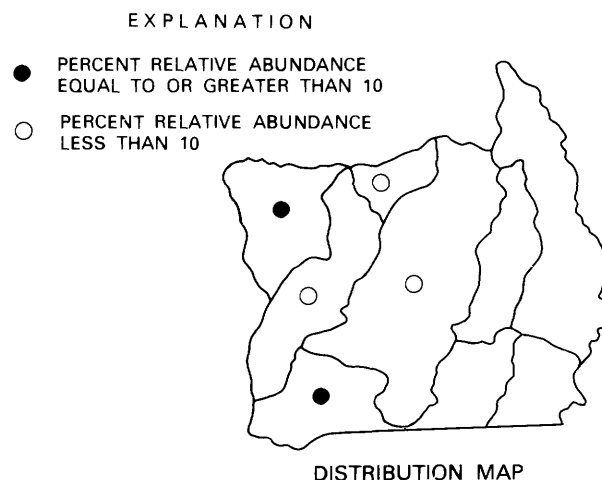 EXPLANATION
PERCENT RELATIVE ABUNDANCE
EQUAL TO OR GREATER THAN 10
PERCENT RELATIVE ABUNDANCE
LESS THAN 10
DISTRIBUTION MAP